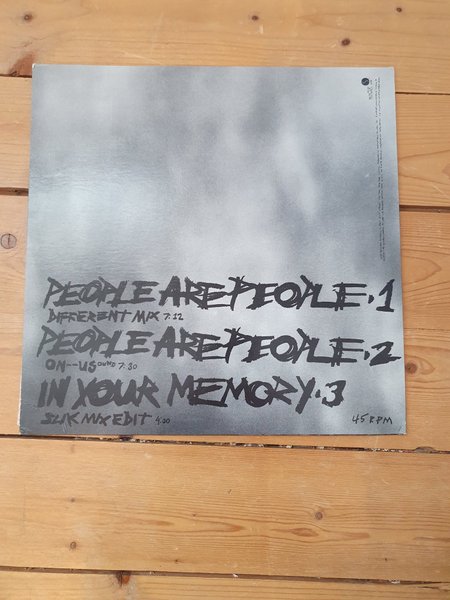 PEOPLE ARE PEOPLE.1
DIFFERENT MIX 7:12
PEOPLE ARE PEOPLE.2
ON-USOUND 7:30
IN YOUR MEMORY.3
SLIK MIX EDIT 4:00
45 RPM